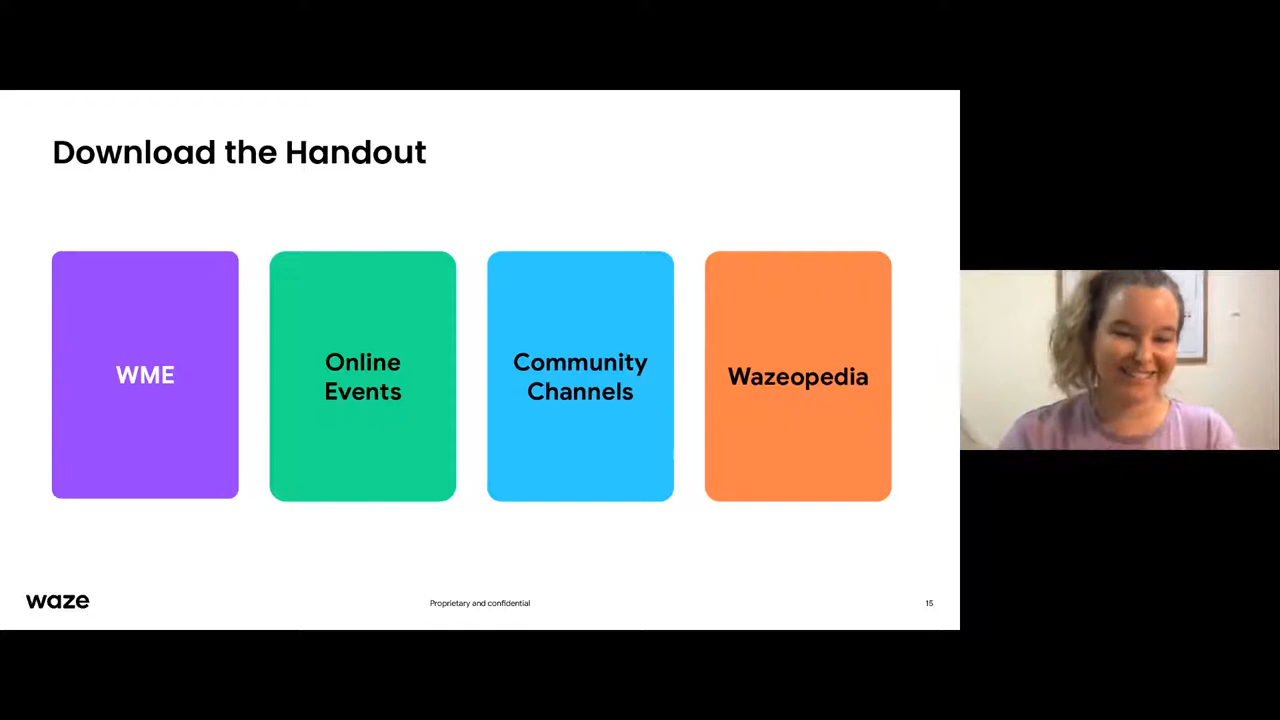 Download the Handout
WME
Online
Events
Community
Channels
Wazeopedia
waze
Proprietary and confidential
15